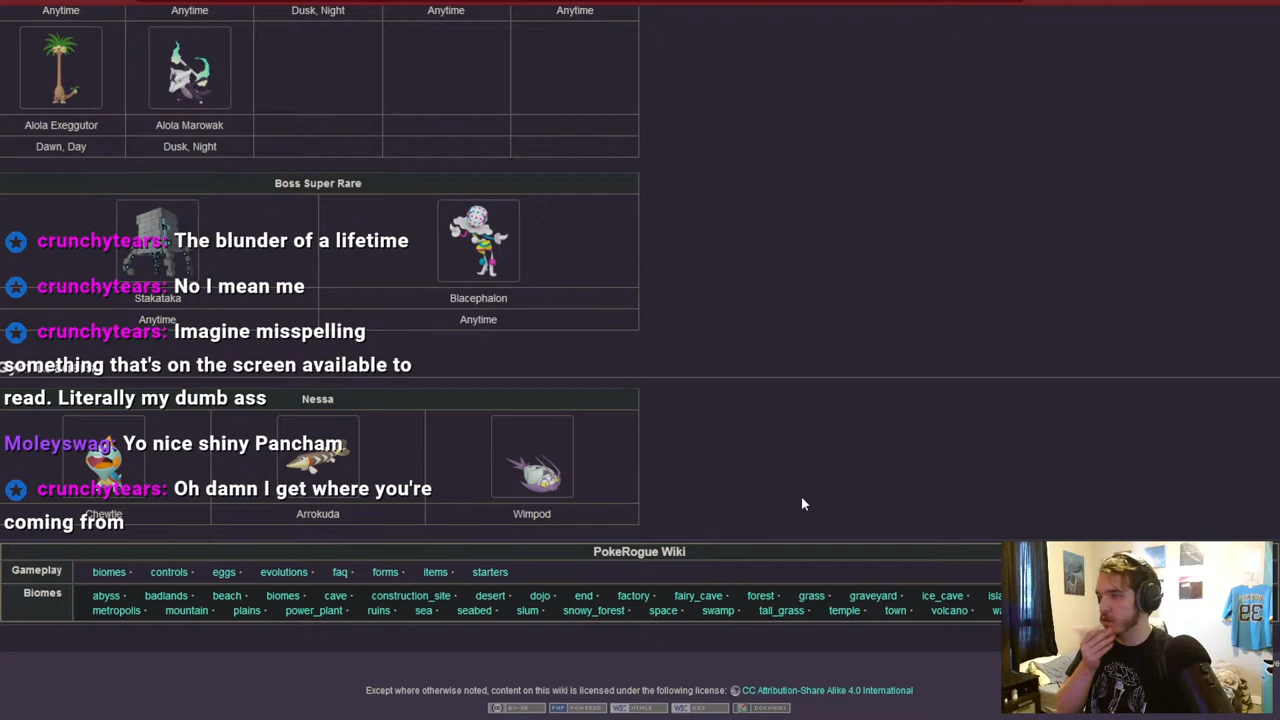 Anytime Anytime Dusk, Night Anytime Anytime
Alola Exeggutor Alola Marowak
Dawn, Day Dusk, Night
Boss Super Rare
crunchytears: The blunder of a lifetime
crunchytears: No I mean me
Stakataka Blacephalon
Anytime Anytime
crunchytears: Imagine misspelling
something that's on the screen available to
read. Literally my dumb ass
Nessa
Moleyswag: Yo nice shiny Pancham
crunchytears: Oh damn I get where you're
coming from
Chewtle Arrokuda Wimpod
PokeRogue Wiki
Gameplay biomes · controls · eggs · evolutions · faq · forms · items · starters
Biomes abyss · badlands · beach · biomes · cave · construction_site · desert · dojo · end · factory · fairy_cave · forest · grass · graveyard · ice_cave ·
metropolis · mountain · plains · power_plant · ruins · sea · seabed · slum · snowy_forest · space · swamp · tall_grass · temple · town · volcano ·
Except where otherwise noted, content on this wiki is licensed under the following license: CC Attribution-Share Alike 4.0 International